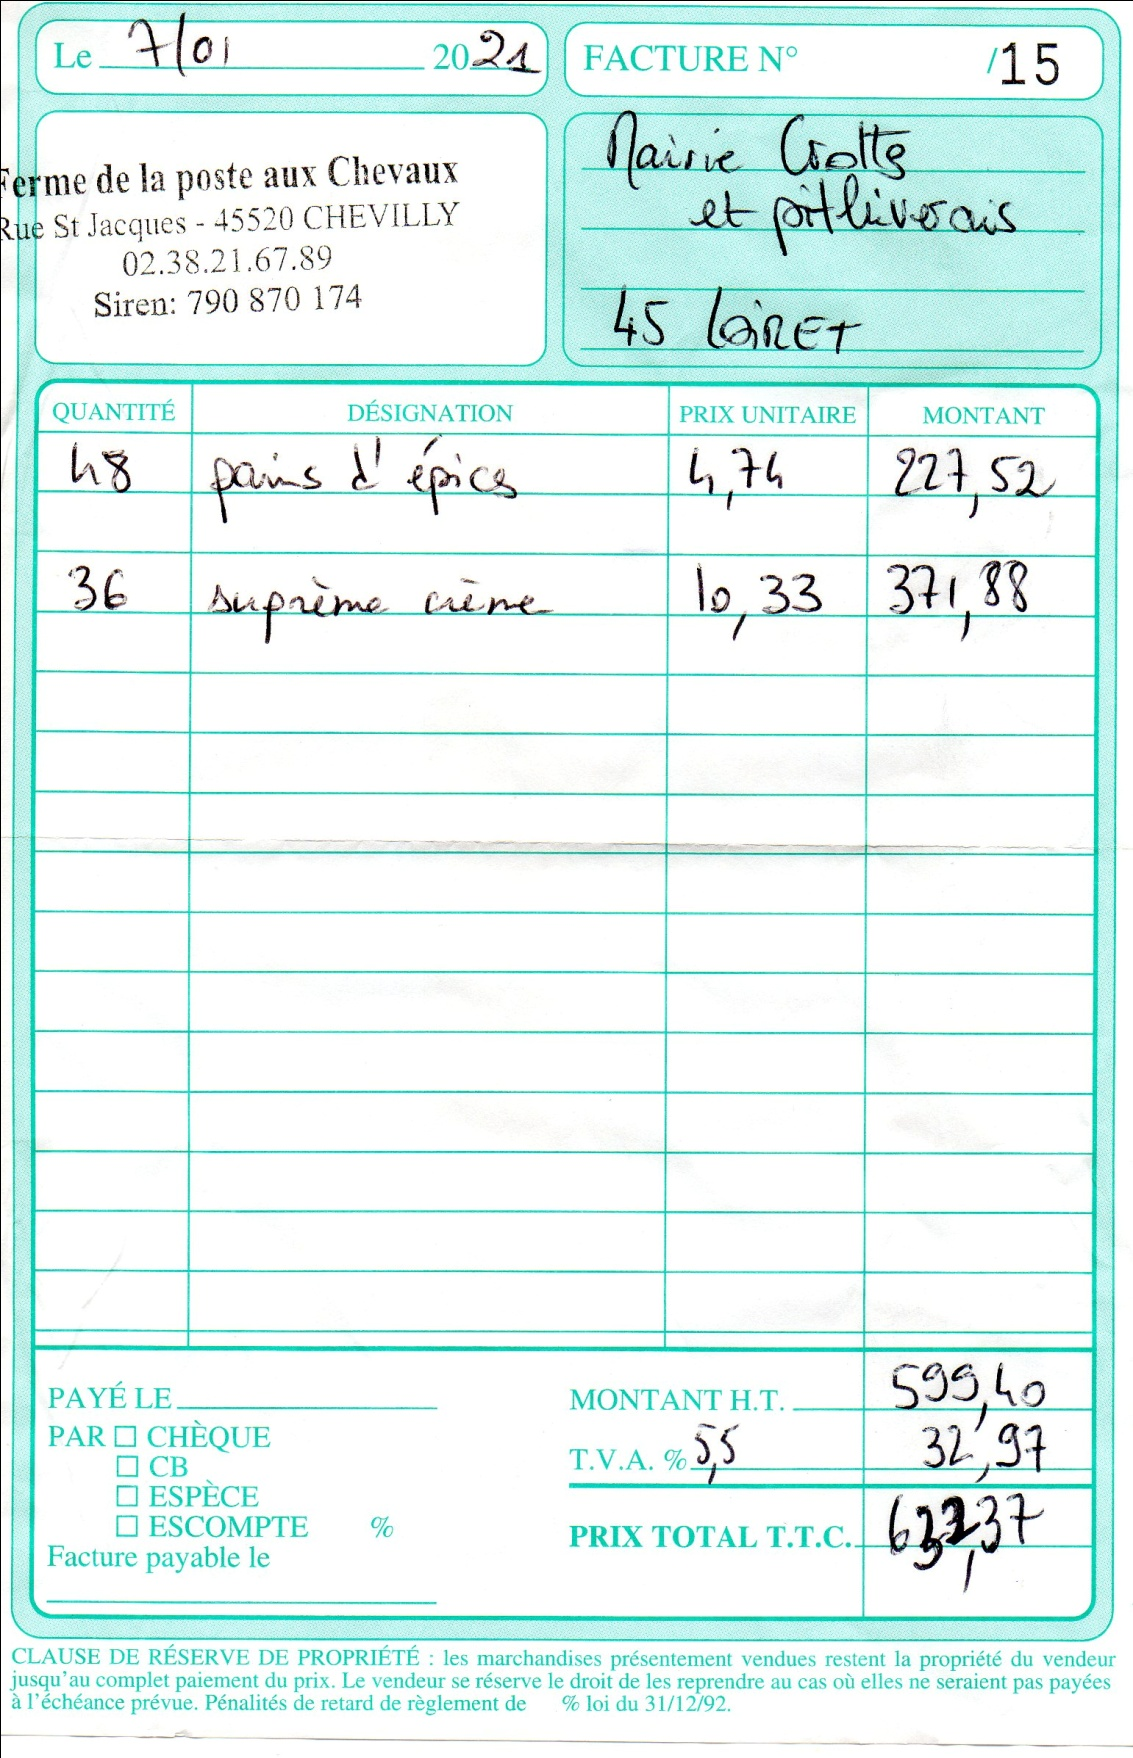 Le 7/01 2021
FACTURE N° /15
Ferme de la poste aux Chevaux
Rue St Jacques - 45520 CHEVILLY
02.38.21.67.89
Siren: 790 870 174
Mairie Crottes
et pithiverais
45 LOIRET
QUANTITÉ DÉSIGNATION PRIX UNITAIRE MONTANT
48 pains d'épices 4,74 227,52
36 suprème crème 10,33 371,88
PAYÉ LE
PAR ☐ CHÈQUE
☐ CB
☐ ESPÈCE
☐ ESCOMPTE %
Facture payable le
MONTANT H.T. 599,40
T.V.A. % 5,5 32,97
PRIX TOTAL T.T.C. 632,37
CLAUSE DE RÉSERVE DE PROPRIÉTÉ : les marchandises présentement vendues restent la propriété du vendeur
jusqu'au complet paiement du prix. Le vendeur se réserve le droit de les reprendre au cas où elles ne seraient pas payées
à l'échéance prévue. Pénalités de retard de règlement de % loi du 31/12/92.